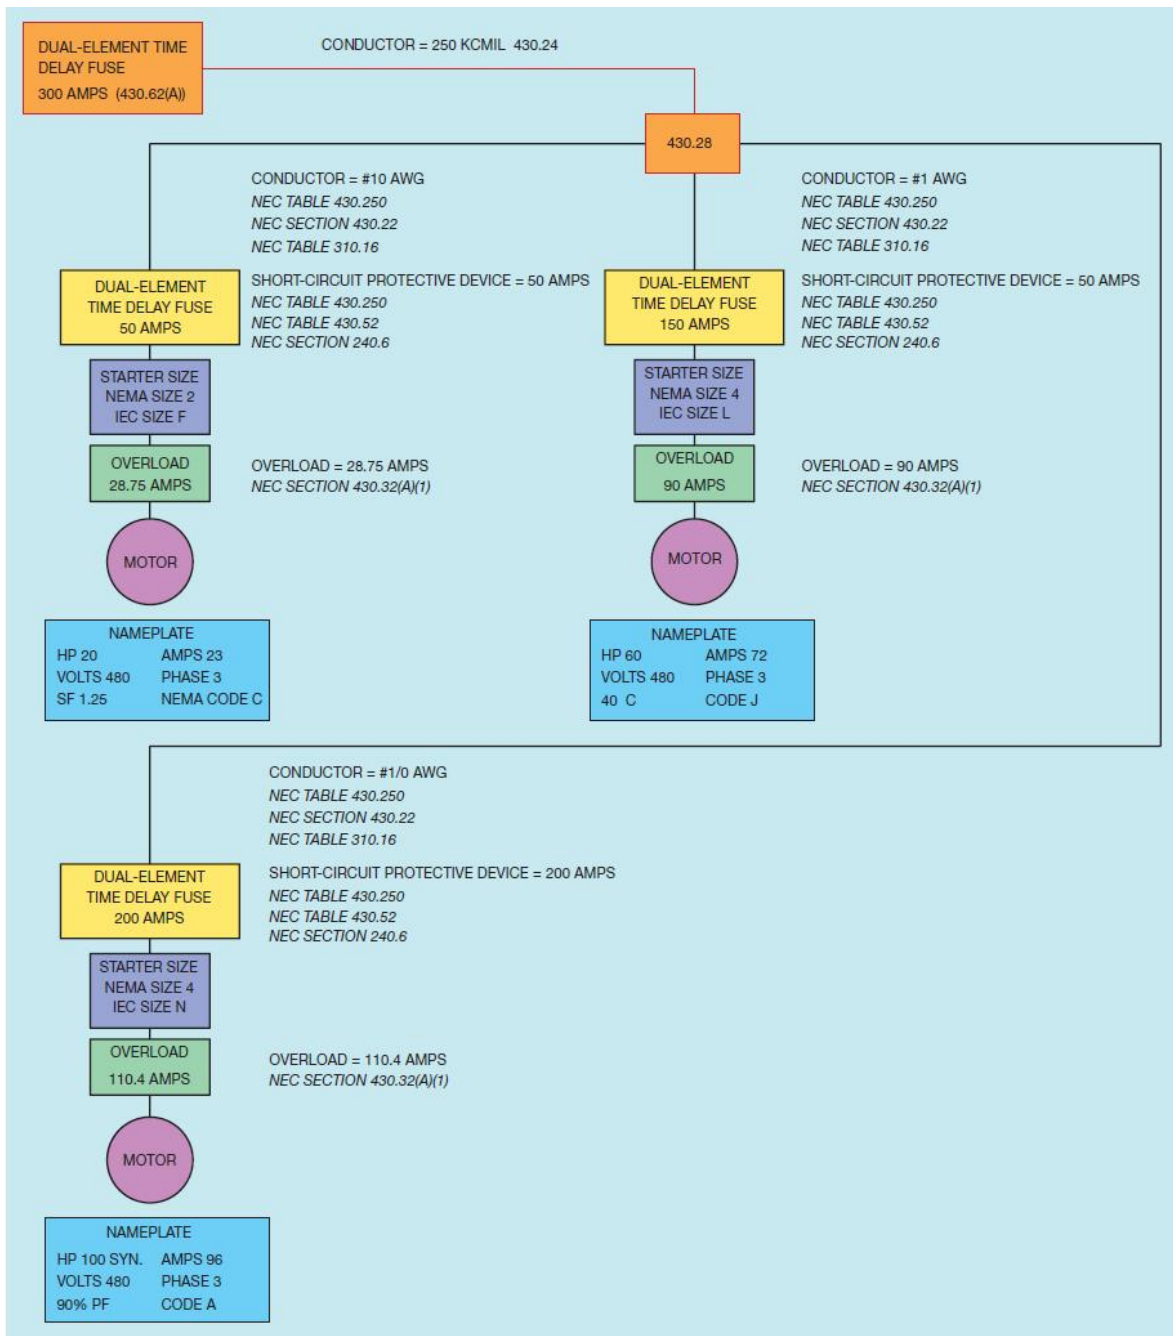 DUAL-ELEMENT TIME
DELAY FUSE
300 AMPS (430.62(A))
CONDUCTOR = 250 KCMIL 430.24
430.28
CONDUCTOR = #10 AWG
NEC TABLE 430.250
NEC SECTION 430.22
NEC TABLE 310.16
DUAL-ELEMENT
TIME DELAY FUSE
50 AMPS
SHORT-CIRCUIT PROTECTIVE DEVICE = 50 AMPS
NEC TABLE 430.250
NEC TABLE 430.52
NEC SECTION 240.6
STARTER SIZE
NEMA SIZE 2
IEC SIZE F
OVERLOAD
28.75 AMPS
OVERLOAD = 28.75 AMPS
NEC SECTION 430.32(A)(1)
MOTOR
NAMEPLATE
HP 20 AMPS 23
VOLTS 480 PHASE 3
SF 1.25 NEMA CODE C
CONDUCTOR = #1 AWG
NEC TABLE 430.250
NEC SECTION 430.22
NEC TABLE 310.16
DUAL-ELEMENT
TIME DELAY FUSE
150 AMPS
SHORT-CIRCUIT PROTECTIVE DEVICE = 50 AMPS
NEC TABLE 430.250
NEC TABLE 430.52
NEC SECTION 240.6
STARTER SIZE
NEMA SIZE 4
IEC SIZE L
OVERLOAD
90 AMPS
OVERLOAD = 90 AMPS
NEC SECTION 430.32(A)(1)
MOTOR
NAMEPLATE
HP 60 AMPS 72
VOLTS 480 PHASE 3
40 C CODE J
CONDUCTOR = #1/0 AWG
NEC TABLE 430.250
NEC SECTION 430.22
NEC TABLE 310.16
DUAL-ELEMENT
TIME DELAY FUSE
200 AMPS
SHORT-CIRCUIT PROTECTIVE DEVICE = 200 AMPS
NEC TABLE 430.250
NEC TABLE 430.52
NEC SECTION 240.6
STARTER SIZE
NEMA SIZE 4
IEC SIZE N
OVERLOAD
110.4 AMPS
OVERLOAD = 110.4 AMPS
NEC SECTION 430.32(A)(1)
MOTOR
NAMEPLATE
HP 100 SYN. AMPS 96
VOLTS 480 PHASE 3
90% PF CODE A